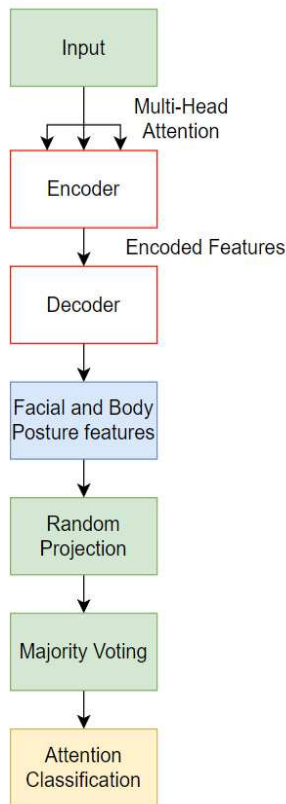 Input
Multi-Head
Attention
Encoder
Encoded Features
Decoder
Facial and Body
Posture features
Random
Projection
Majority Voting
Attention
Classification